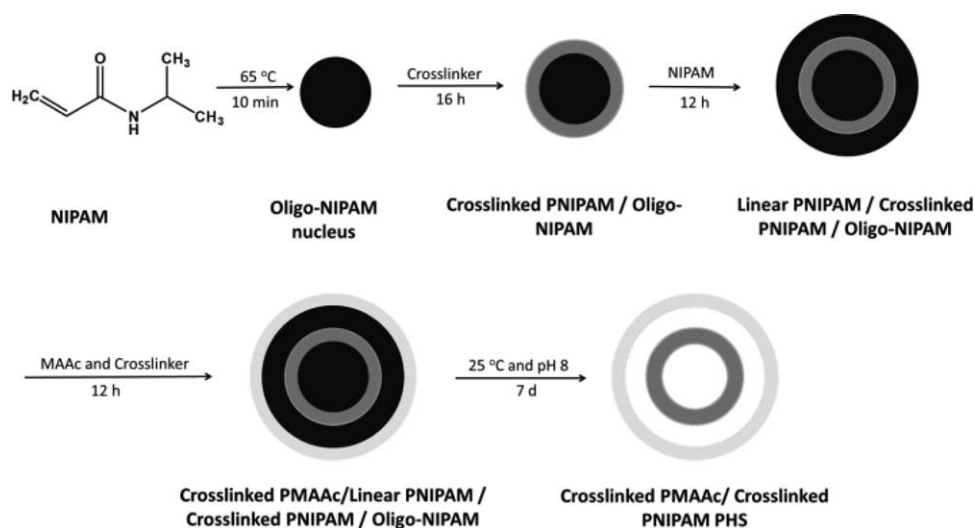 O
CH3
H2C
N
H
CH3
NIPAM
65 °C
10 min
Oligo-NIPAM
nucleus
Crosslinker
16 h
Crosslinked PNIPAM / Oligo-
NIPAM
NIPAM
12 h
Linear PNIPAM / Crosslinked
PNIPAM / Oligo-NIPAM
MAAc and Crosslinker
12 h
Crosslinked PMAAc/Linear PNIPAM /
Crosslinked PNIPAM / Oligo-NIPAM
25 °C and pH 8
7 d
Crosslinked PMAAc/ Crosslinked
PNIPAM PHS